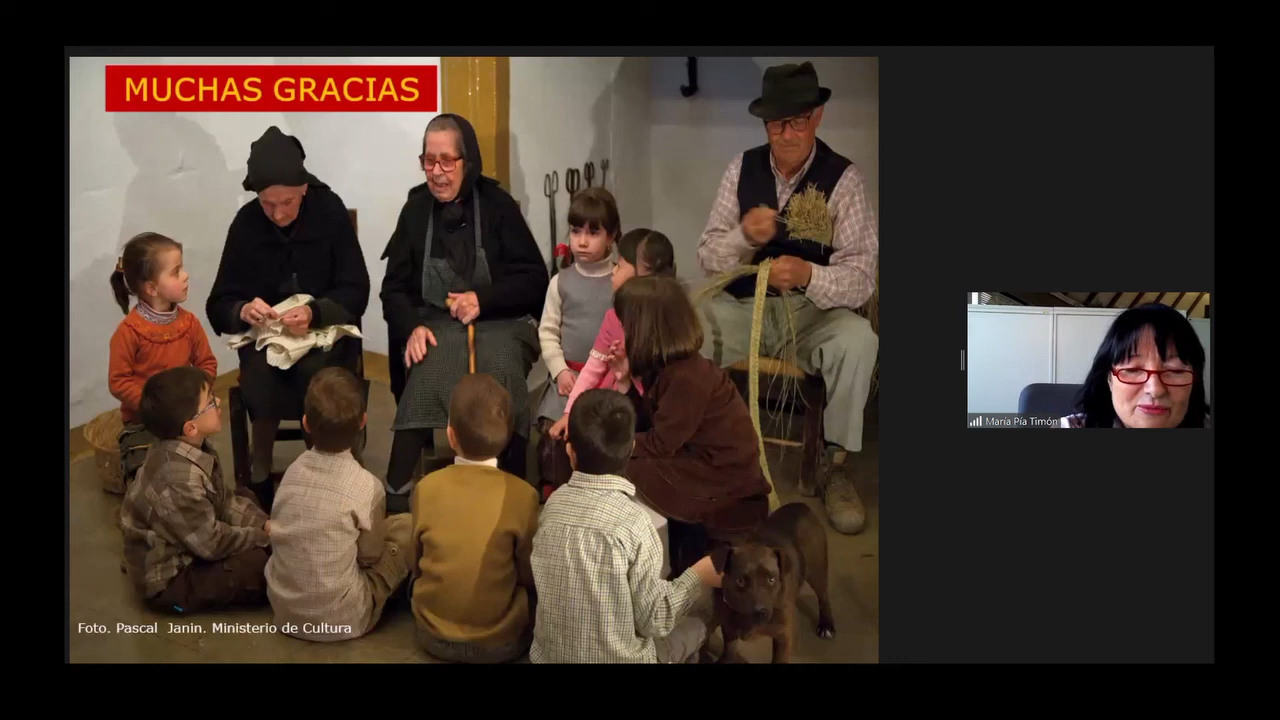 MUCHAS GRACIAS
María Pía Timón
Foto. Pascal Janin. Ministerio de Cultura